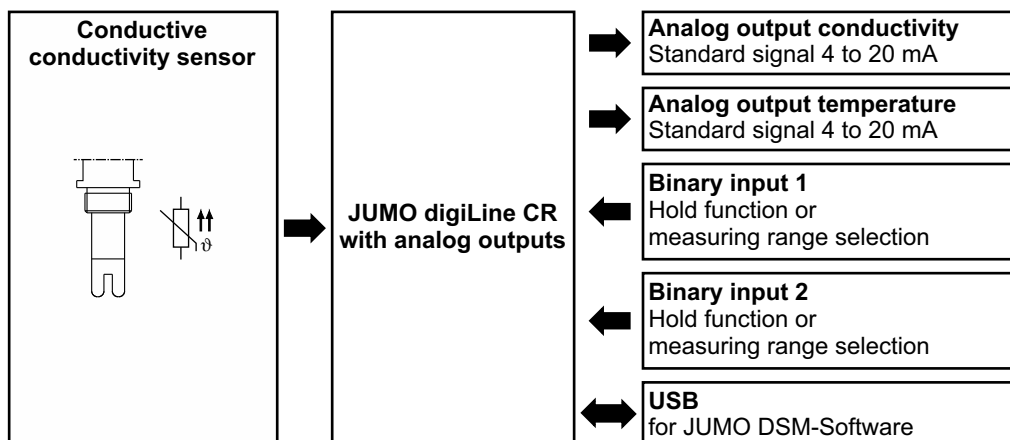 Conductive
conductivity sensor
ϑ
JUMO digiLine CR
with analog outputs
Analog output conductivity
Standard signal 4 to 20 mA
Analog output temperature
Standard signal 4 to 20 mA
Binary input 1
Hold function or
measuring range selection
Binary input 2
Hold function or
measuring range selection
USB
for JUMO DSM-Software